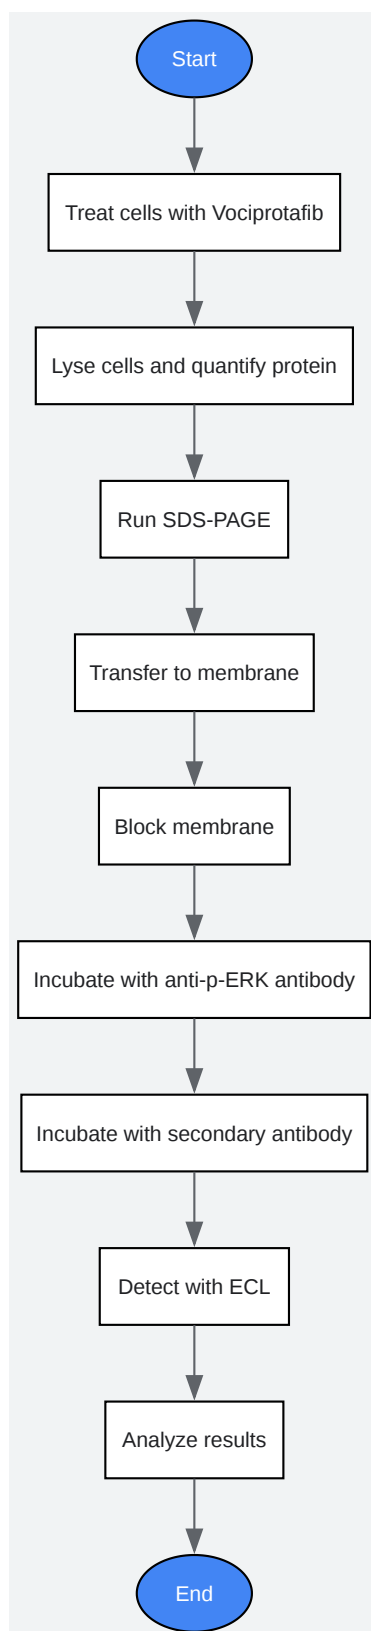 Start
Treat cells with Vociprotafib
Lyse cells and quantify protein
Run SDS-PAGE
Transfer to membrane
Block membrane
Incubate with anti-p-ERK antibody
Incubate with secondary antibody
Detect with ECL
Analyze results
End